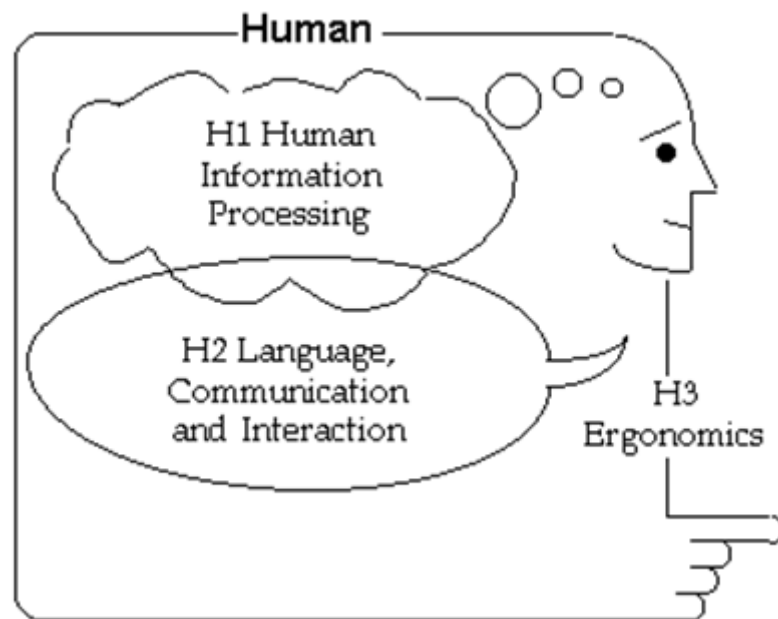 Human
H1 Human
Information
Processing
H2 Language,
Communication
and Interaction
H3
Ergonomics